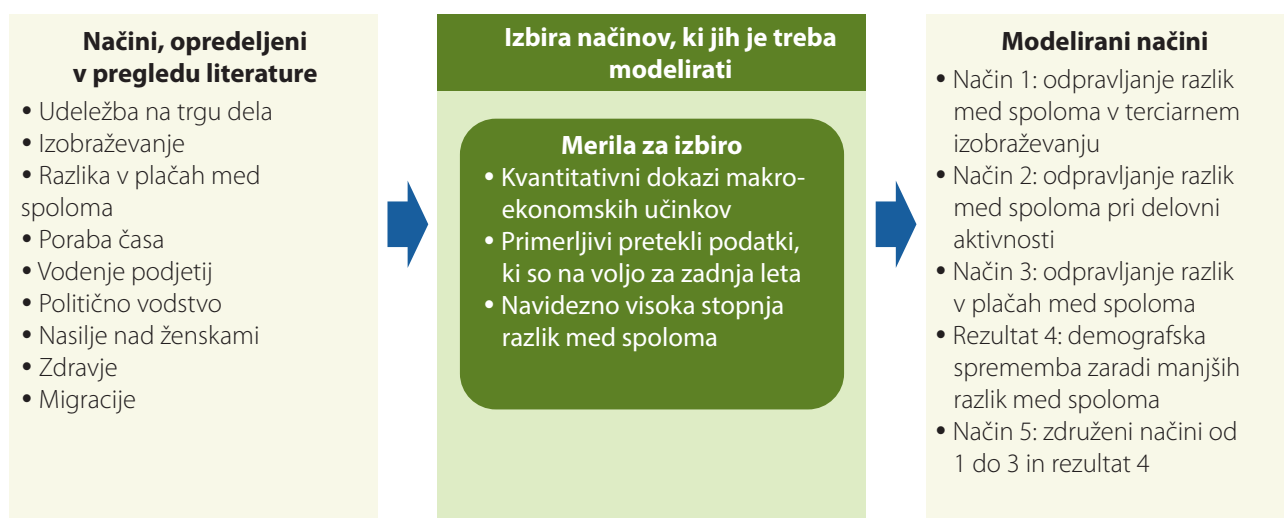 Načini, opredeljeni
v pregledu literature
• Udeležba na trgu dela
• Izobraževanje
• Razlika v plačah med
spoloma
• Poraba časa
• Vodenje podjetij
• Politično vodstvo
• Nasilje nad ženskami
• Zdravje
• Migracije
Izbira načinov, ki jih je treba
modelirati
Merila za izbiro
• Kvantitativni dokazi makro-
ekonomskih učinkov
• Primerljivi pretekli podatki,
ki so na voljo za zadnja leta
• Navidezno visoka stopnja
razlik med spoloma
Modelirani načini
• Način 1: odpravljanje razlik
med spoloma v terciarnem
izobraževanju
• Način 2: odpravljanje razlik
med spoloma pri delovni
aktivnosti
• Način 3: odpravljanje razlik
v plačah med spoloma
• Rezultat 4: demografska
sprememba zaradi manjših
razlik med spoloma
• Način 5: združeni načini od
1 do 3 in rezultat 4